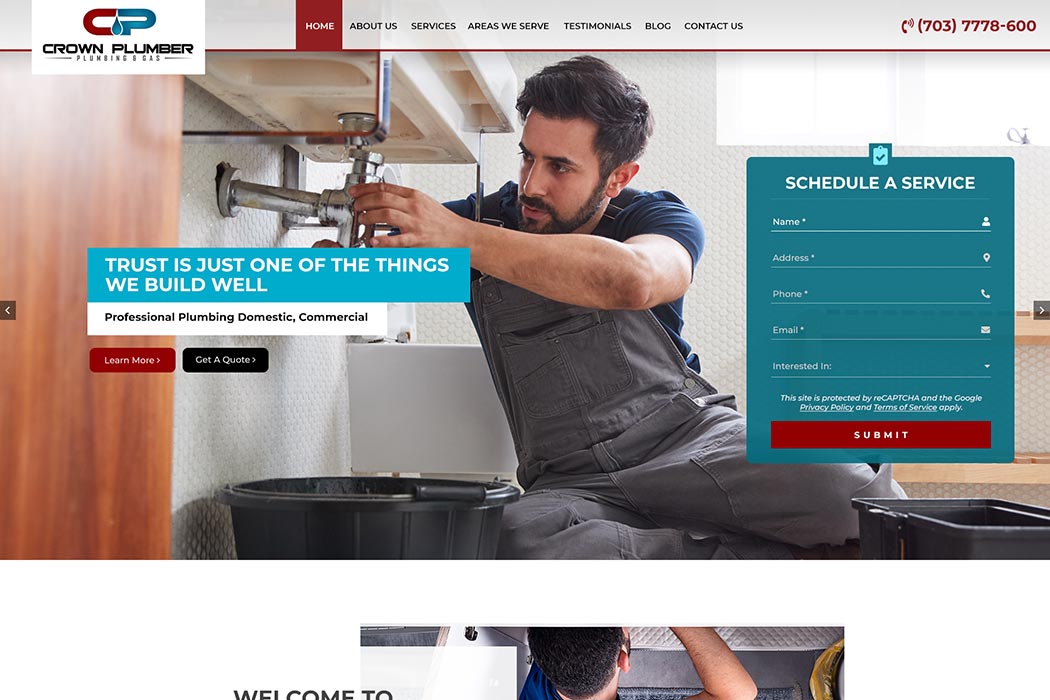 CP
CROWN PLUMBER
PLUMBING & GAS
HOME ABOUT US SERVICES AREAS WE SERVE TESTIMONIALS BLOG CONTACT US
(703) 7778-600
TRUST IS JUST ONE OF THE THINGS
WE BUILD WELL
Professional Plumbing Domestic, Commercial
Learn More > Get A Quote >
SCHEDULE A SERVICE
Name *
Address *
Phone *
Email *
Interested In:
This site is protected by reCAPTCHA and the Google
Privacy Policy and Terms of Service apply.
SUBMIT
WELCOME TO